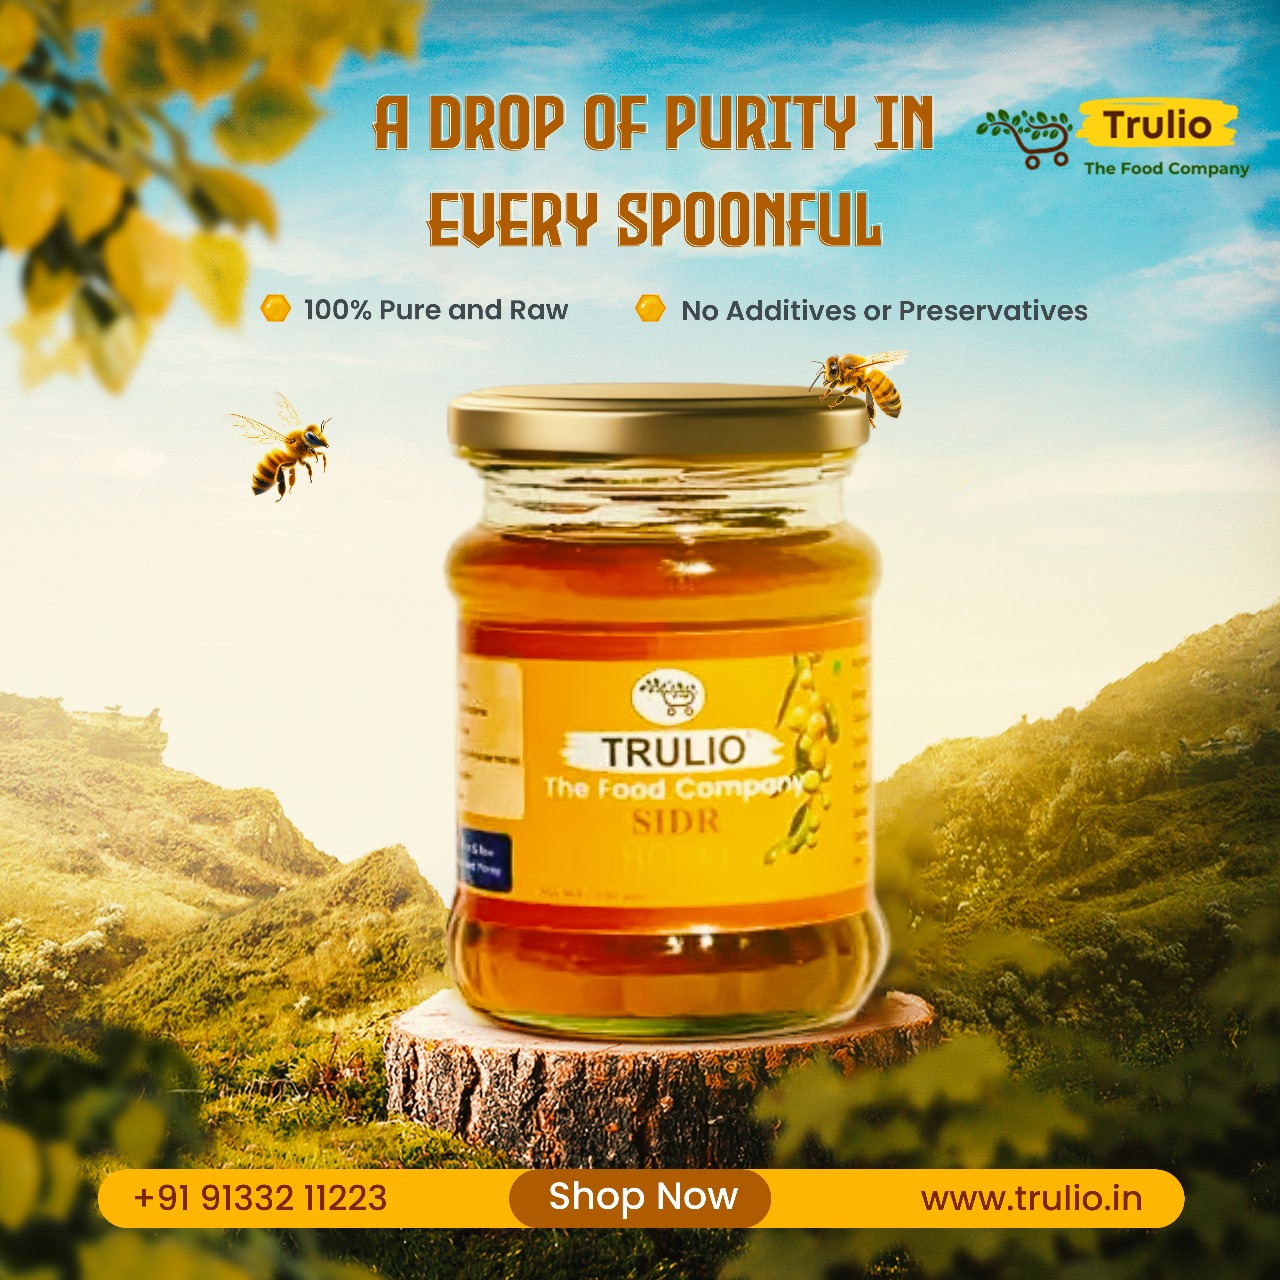 A DROP OF PURITY IN
EVERY SPOONFUL
Trulio
The Food Company
100% Pure and Raw
No Additives or Preservatives
TRULIO
The Food Company
SIDR
HONEY
+91 91332 11223
Shop Now
www.trulio.in